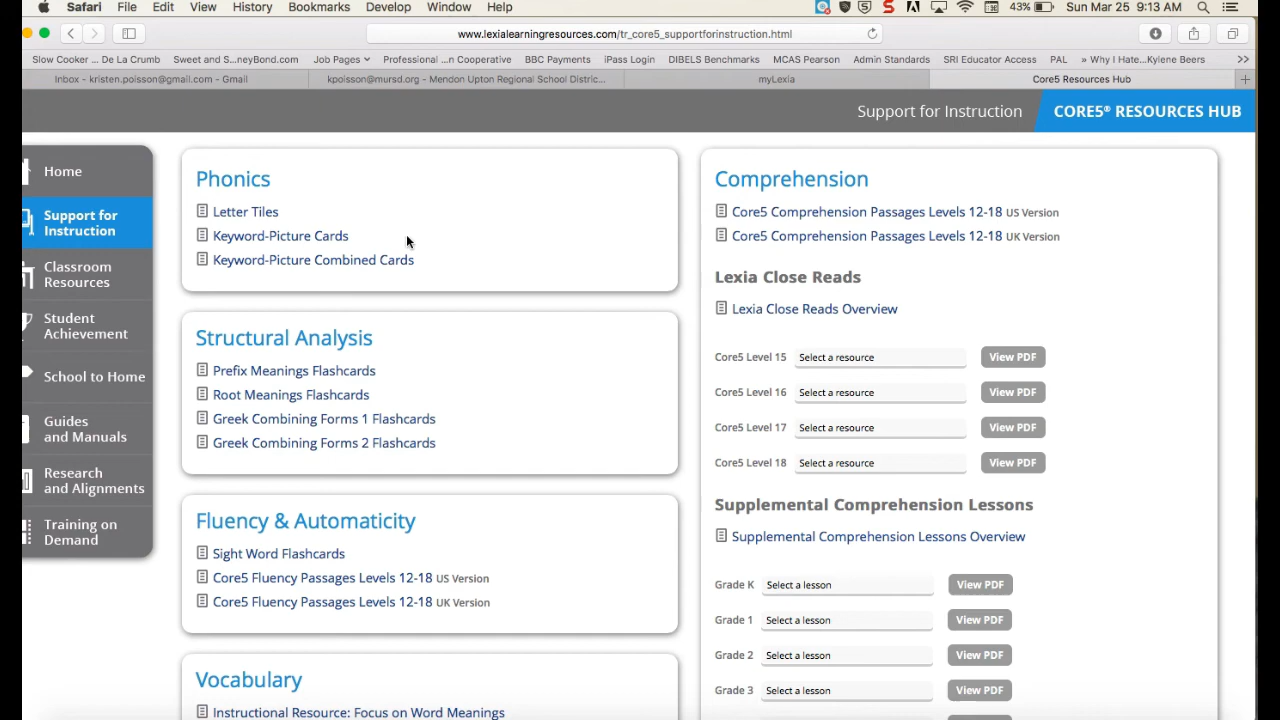 Safari File Edit View History Bookmarks Develop Window Help 43% Sun Mar 25 9:13 AM
www.lexialearningresources.com/tr_core5_supportforinstruction.html
Slow Cooker ... De La Crumb Sweet and S...neyBond.com Job Pages Professional ...n Cooperative BBC Payments iPass Login DIBELS Benchmarks MCAS Pearson Admin Standards SRI Educator Access PAL » Why I Hate...Kylene Beers
Inbox - kristen.poisson@gmail.com - Gmail kpoisson@mursd.org - Mendon Upton Regional School Distric... myLexia Core5 Resources Hub
Support for Instruction CORE5® RESOURCES HUB
Home
Support for
Instruction
Classroom
Resources
Student
Achievement
School to Home
Guides
and Manuals
Research
and Alignments
Training on
Demand
Phonics
Letter Tiles
Keyword-Picture Cards
Keyword-Picture Combined Cards
Structural Analysis
Prefix Meanings Flashcards
Root Meanings Flashcards
Greek Combining Forms 1 Flashcards
Greek Combining Forms 2 Flashcards
Fluency & Automaticity
Sight Word Flashcards
Core5 Fluency Passages Levels 12-18 US Version
Core5 Fluency Passages Levels 12-18 UK Version
Vocabulary
Instructional Resource: Focus on Word Meanings
Comprehension
Core5 Comprehension Passages Levels 12-18 US Version
Core5 Comprehension Passages Levels 12-18 UK Version
Lexia Close Reads
Lexia Close Reads Overview
Core5 Level 15 Select a resource View PDF
Core5 Level 16 Select a resource View PDF
Core5 Level 17 Select a resource View PDF
Core5 Level 18 Select a resource View PDF
Supplemental Comprehension Lessons
Supplemental Comprehension Lessons Overview
Grade K Select a lesson View PDF
Grade 1 Select a lesson View PDF
Grade 2 Select a lesson View PDF
Grade 3 Select a lesson View PDF